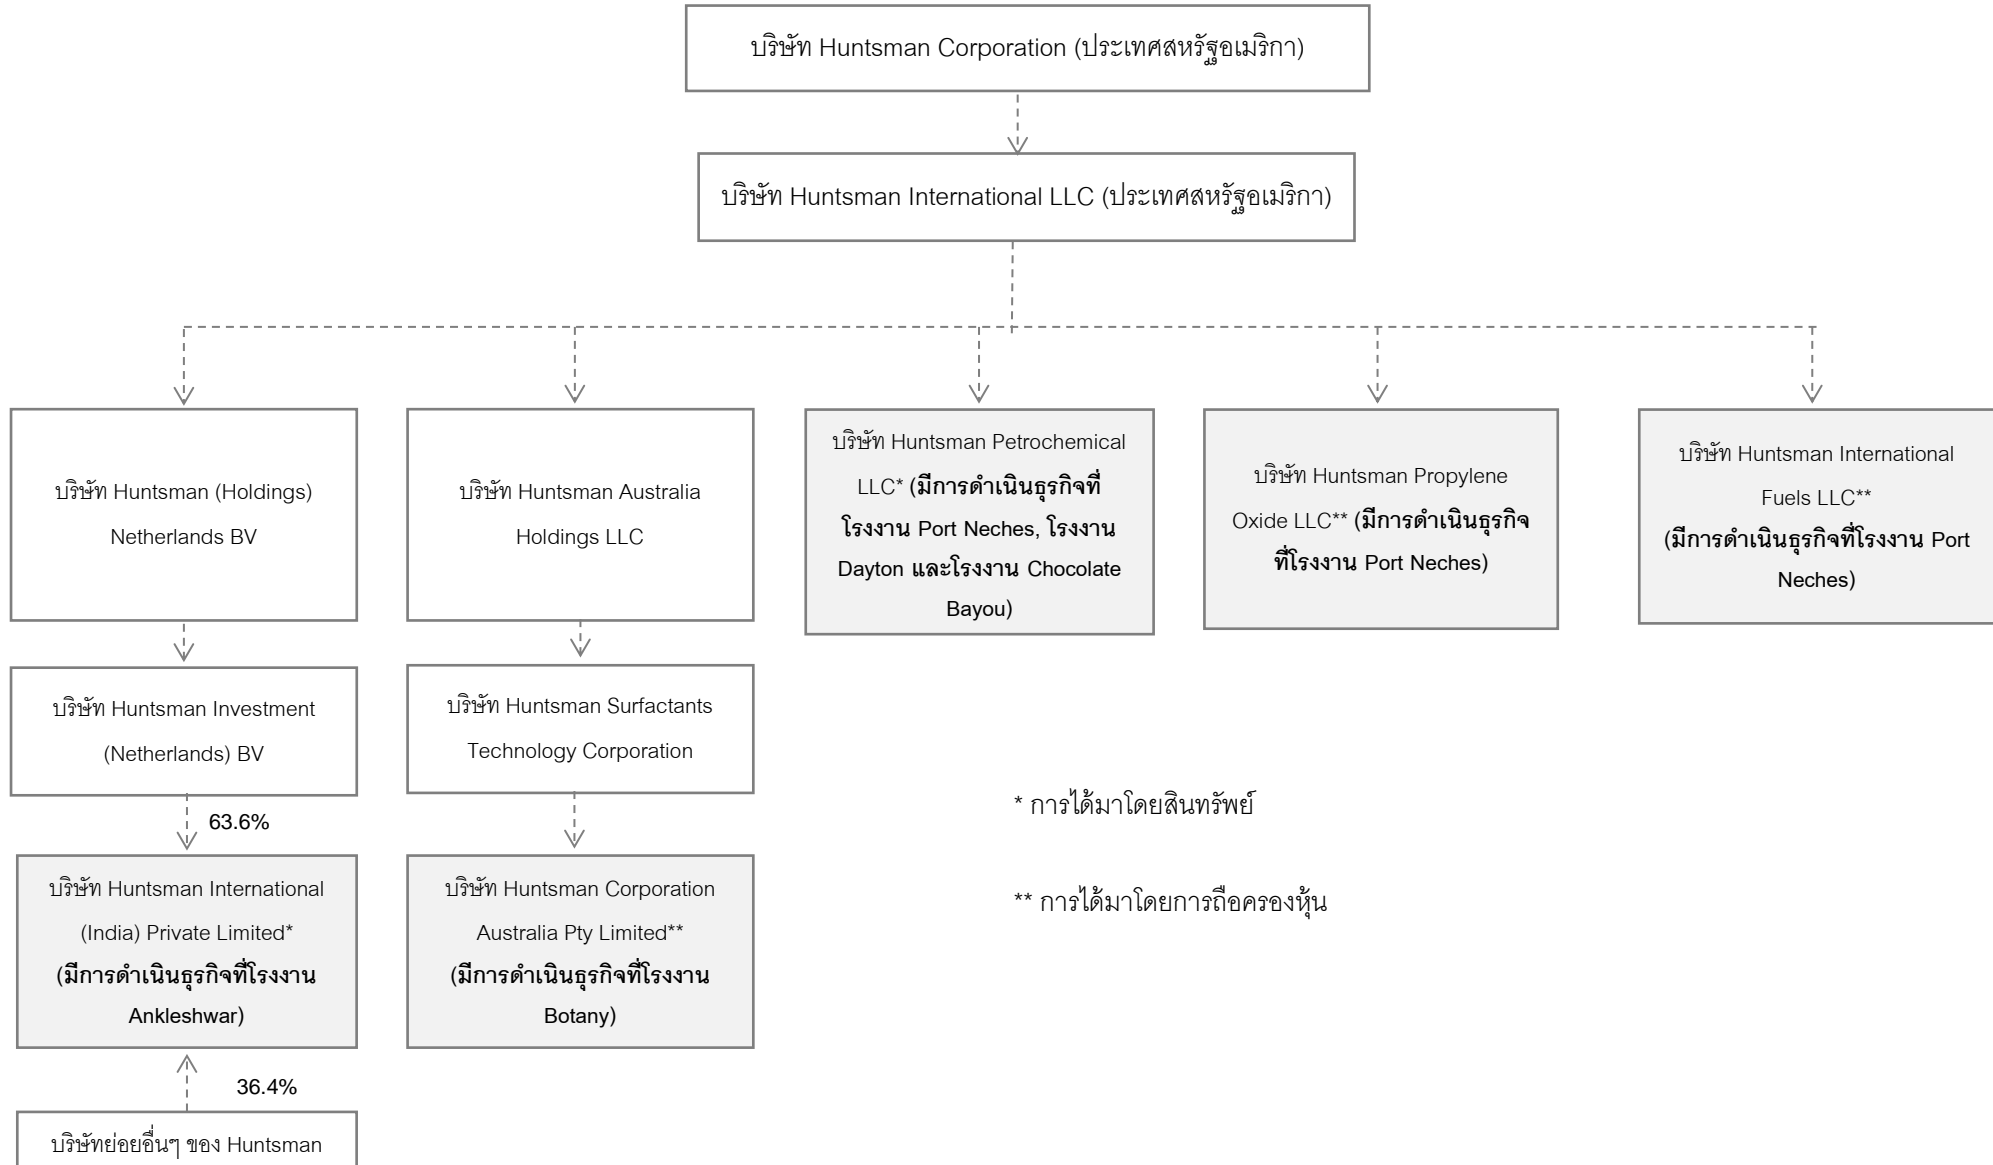 บริษัท Huntsman Corporation (ประเทศสหรัฐอเมริกา)
บริษัท Huntsman International LLC (ประเทศสหรัฐอเมริกา)
บริษัท Huntsman (Holdings)
Netherlands BV
บริษัท Huntsman Australia
Holdings LLC
บริษัท Huntsman Petrochemical
LLC* (มีการดำเนินธุรกิจที่
โรงงาน Port Neches, โรงงาน
Dayton และโรงงาน Chocolate
Bayou)
บริษัท Huntsman Propylene
Oxide LLC** (มีการดำเนินธุรกิจ
ที่โรงงาน Port Neches)
บริษัท Huntsman International
Fuels LLC**
(มีการดำเนินธุรกิจที่โรงงาน Port
Neches)
บริษัท Huntsman Investment
(Netherlands) BV
บริษัท Huntsman Surfactants
Technology Corporation
63.6%
* การได้มาโดยสินทรัพย์
** การได้มาโดยการถือครองหุ้น
บริษัท Huntsman International
(India) Private Limited*
(มีการดำเนินธุรกิจที่โรงงาน
Ankleshwar)
บริษัท Huntsman Corporation
Australia Pty Limited**
(มีการดำเนินธุรกิจที่โรงงาน
Botany)
36.4%
บริษัทย่อยอื่นๆ ของ Huntsman